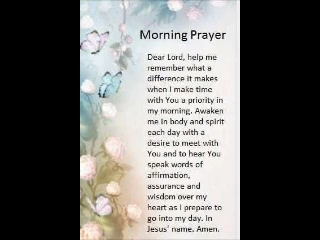 Morning Prayer
Dear Lord, help me
remember what a
difference it makes
when I make time
with You a priority in
my morning. Awaken
me in body and spirit
each day with a
desire to meet with
You and to hear You
speak words of
affirmation,
assurance and
wisdom over my
heart as I prepare to
go into my day. In
Jesus' name. Amen.